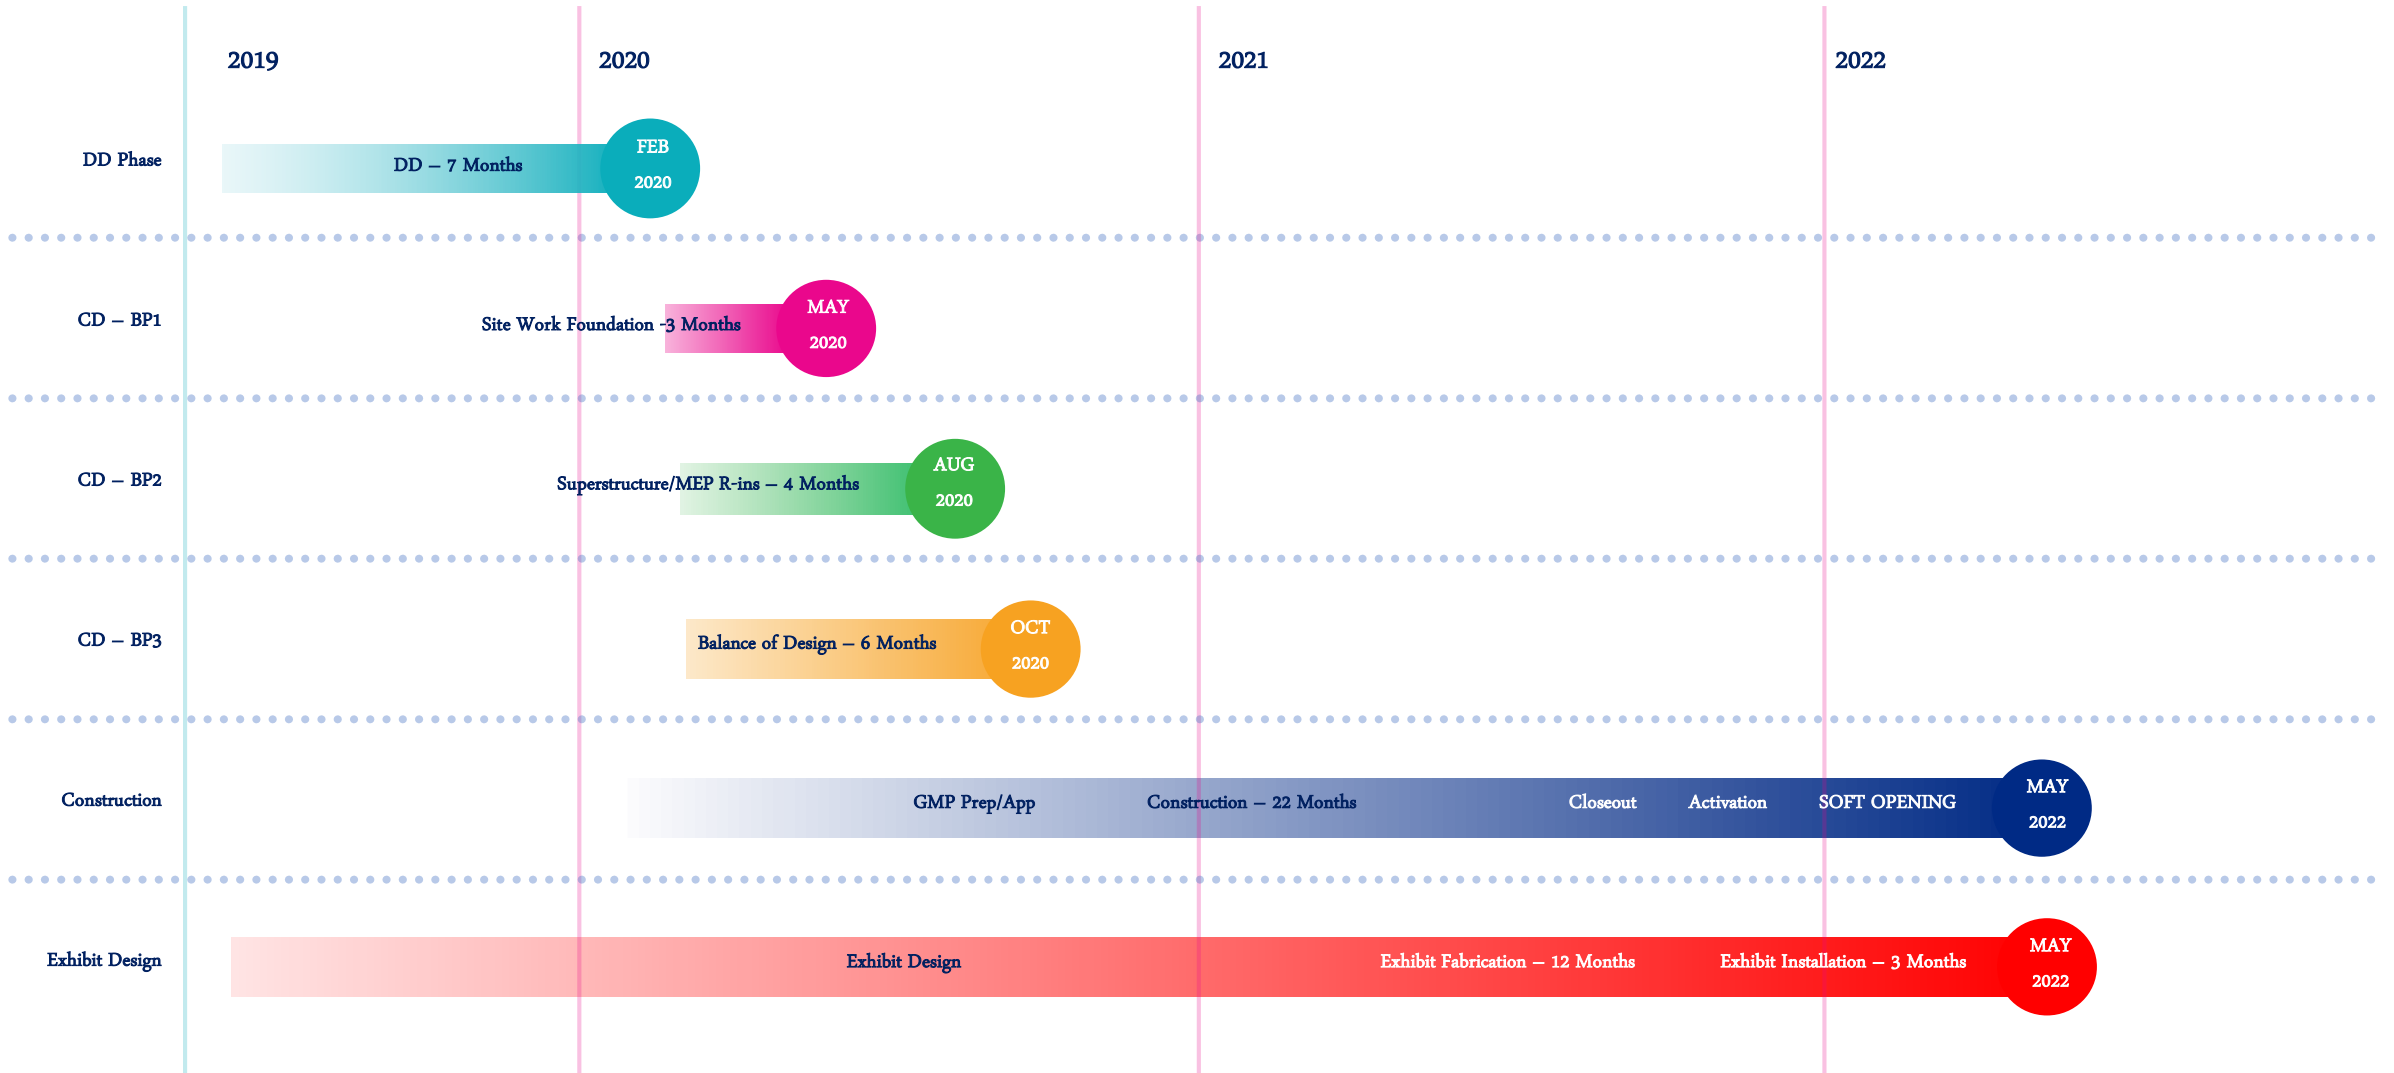 2019
2020
2021
2022
DD Phase
DD – 7 Months
FEB
2020
CD – BP1
Site Work Foundation -3 Months
MAY
2020
CD – BP2
Superstructure/MEP R-ins – 4 Months
AUG
2020
CD – BP3
Balance of Design – 6 Months
OCT
2020
Construction
GMP Prep/App
Construction – 22 Months
Closeout
Activation
SOFT OPENING
MAY
2022
Exhibit Design
Exhibit Design
Exhibit Fabrication – 12 Months
Exhibit Installation – 3 Months
MAY
2022